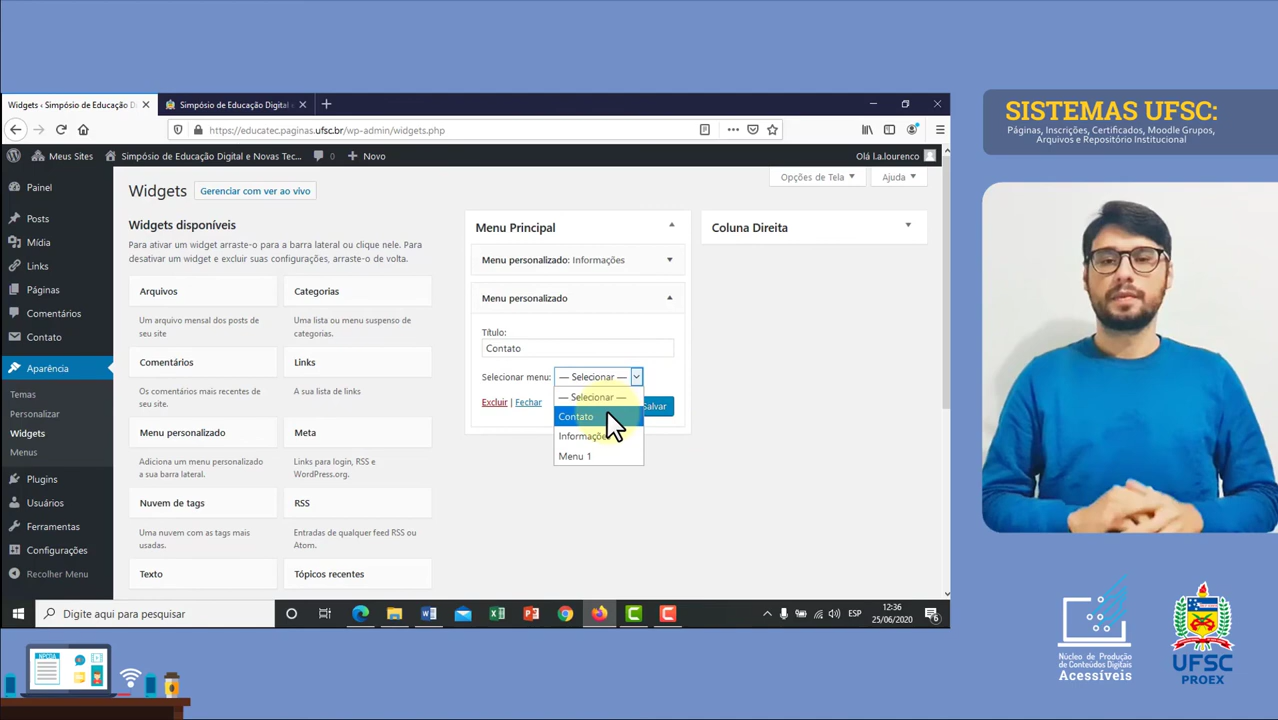 Widgets ‹ Simpósio de Educação Di
Simpósio de Educação Digital e
https://educatec.paginas.ufsc.br/wp-admin/widgets.php
Meus Sites
Simpósio de Educação Digital e Novas Tec...
0
Novo
Olá l.a.lourenco
Opções de Tela
Ajuda
Painel
Posts
Mídia
Links
Páginas
Comentários
Contato
Aparência
Temas
Personalizar
Widgets
Menus
Plugins
Usuários
Ferramentas
Configurações
Recolher Menu
Widgets
Gerenciar com ver ao vivo
Widgets disponíveis
Para ativar um widget arraste-o para a barra lateral ou clique nele. Para
desativar um widget e excluir suas configurações, arraste-o de volta.
Arquivos
Um arquivo mensal dos posts de
seu site
Categorias
Uma lista ou menu suspenso de
categorias.
Comentários
Os comentários mais recentes de
seu site
Links
A sua lista de links
Menu personalizado
Adiciona um menu personalizado
a sua barra lateral.
Meta
Links para login, RSS e
WordPress.org.
Nuvem de tags
Uma nuvem com as tags mais
usadas.
RSS
Entradas de qualquer feed RSS ou
Atom.
Texto
Tópicos recentes
Menu Principal
Menu personalizado: Informações
Menu personalizado
Título:
Contato
Selecionar menu:
— Selecionar —
— Selecionar —
Contato
Informações
Menu 1
Excluir | Fechar
Salvar
Coluna Direita
Digite aqui para pesquisar
ESP
12:36
25/06/2020
6
SISTEMAS UFSC:
Páginas, Inscrições, Certificados, Moodle Grupos,
Arquivos e Repositório Institucional
Núcleo de Produção
de Conteúdos Digitais
Acessíveis
UFSC
PROEX
NPCDA